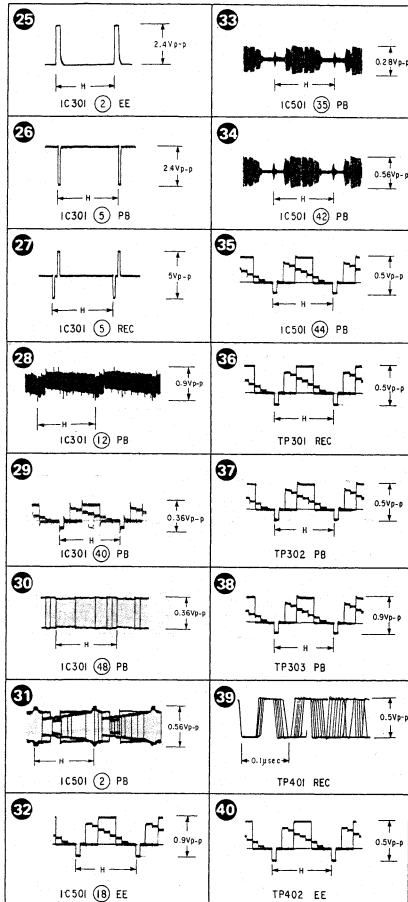 25
2.4Vp-p
H
IC301 2 EE
26
2.4Vp-p
H
IC301 5 PB
27
5Vp-p
H
IC301 5 REC
28
0.9Vp-p
H
IC301 12 PB
29
0.36Vp-p
H
IC301 40 PB
30
0.36Vp-p
H
IC301 48 PB
31
0.56Vp-p
H
IC501 2 PB
32
0.9Vp-p
H
IC501 18 EE
33
0.28Vp-p
H
IC501 35 PB
34
0.56Vp-p
H
IC501 42 PB
35
0.5Vp-p
H
IC501 44 PB
36
0.5Vp-p
H
TP301 REC
37
0.5Vp-p
H
TP302 PB
38
0.9Vp-p
H
TP303 PB
39
0.5Vp-p
0.1μsec
TP401 REC
40
0.5Vp-p
H
TP402 EE